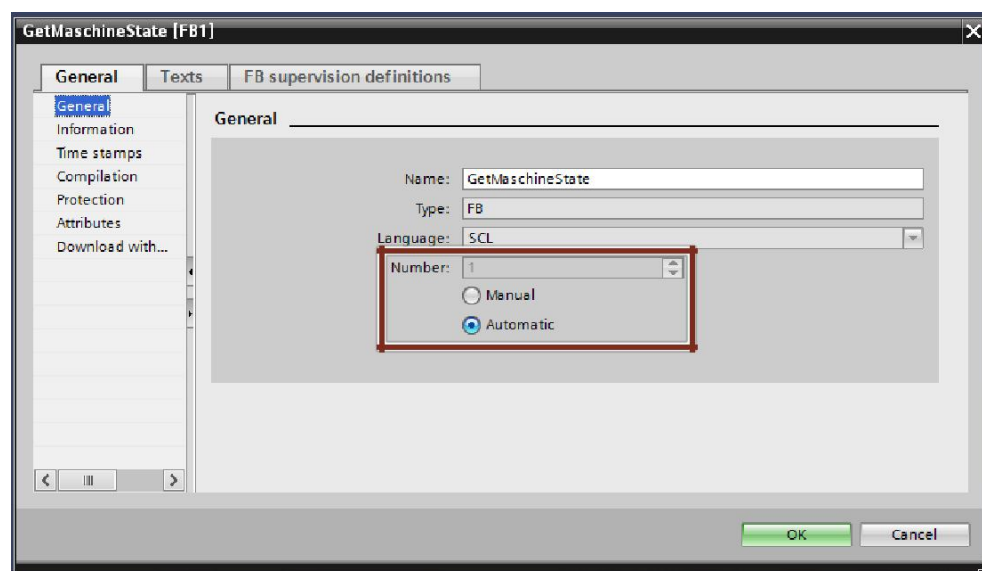 GetMaschineState [FB1]
General Texts FB supervision definitions
General
Information
Time stamps
Compilation
Protection
Attributes
Download with...
General
Name: GetMaschineState
Type: FB
Language: SCL
Number: 1
Manual
Automatic
OK Cancel